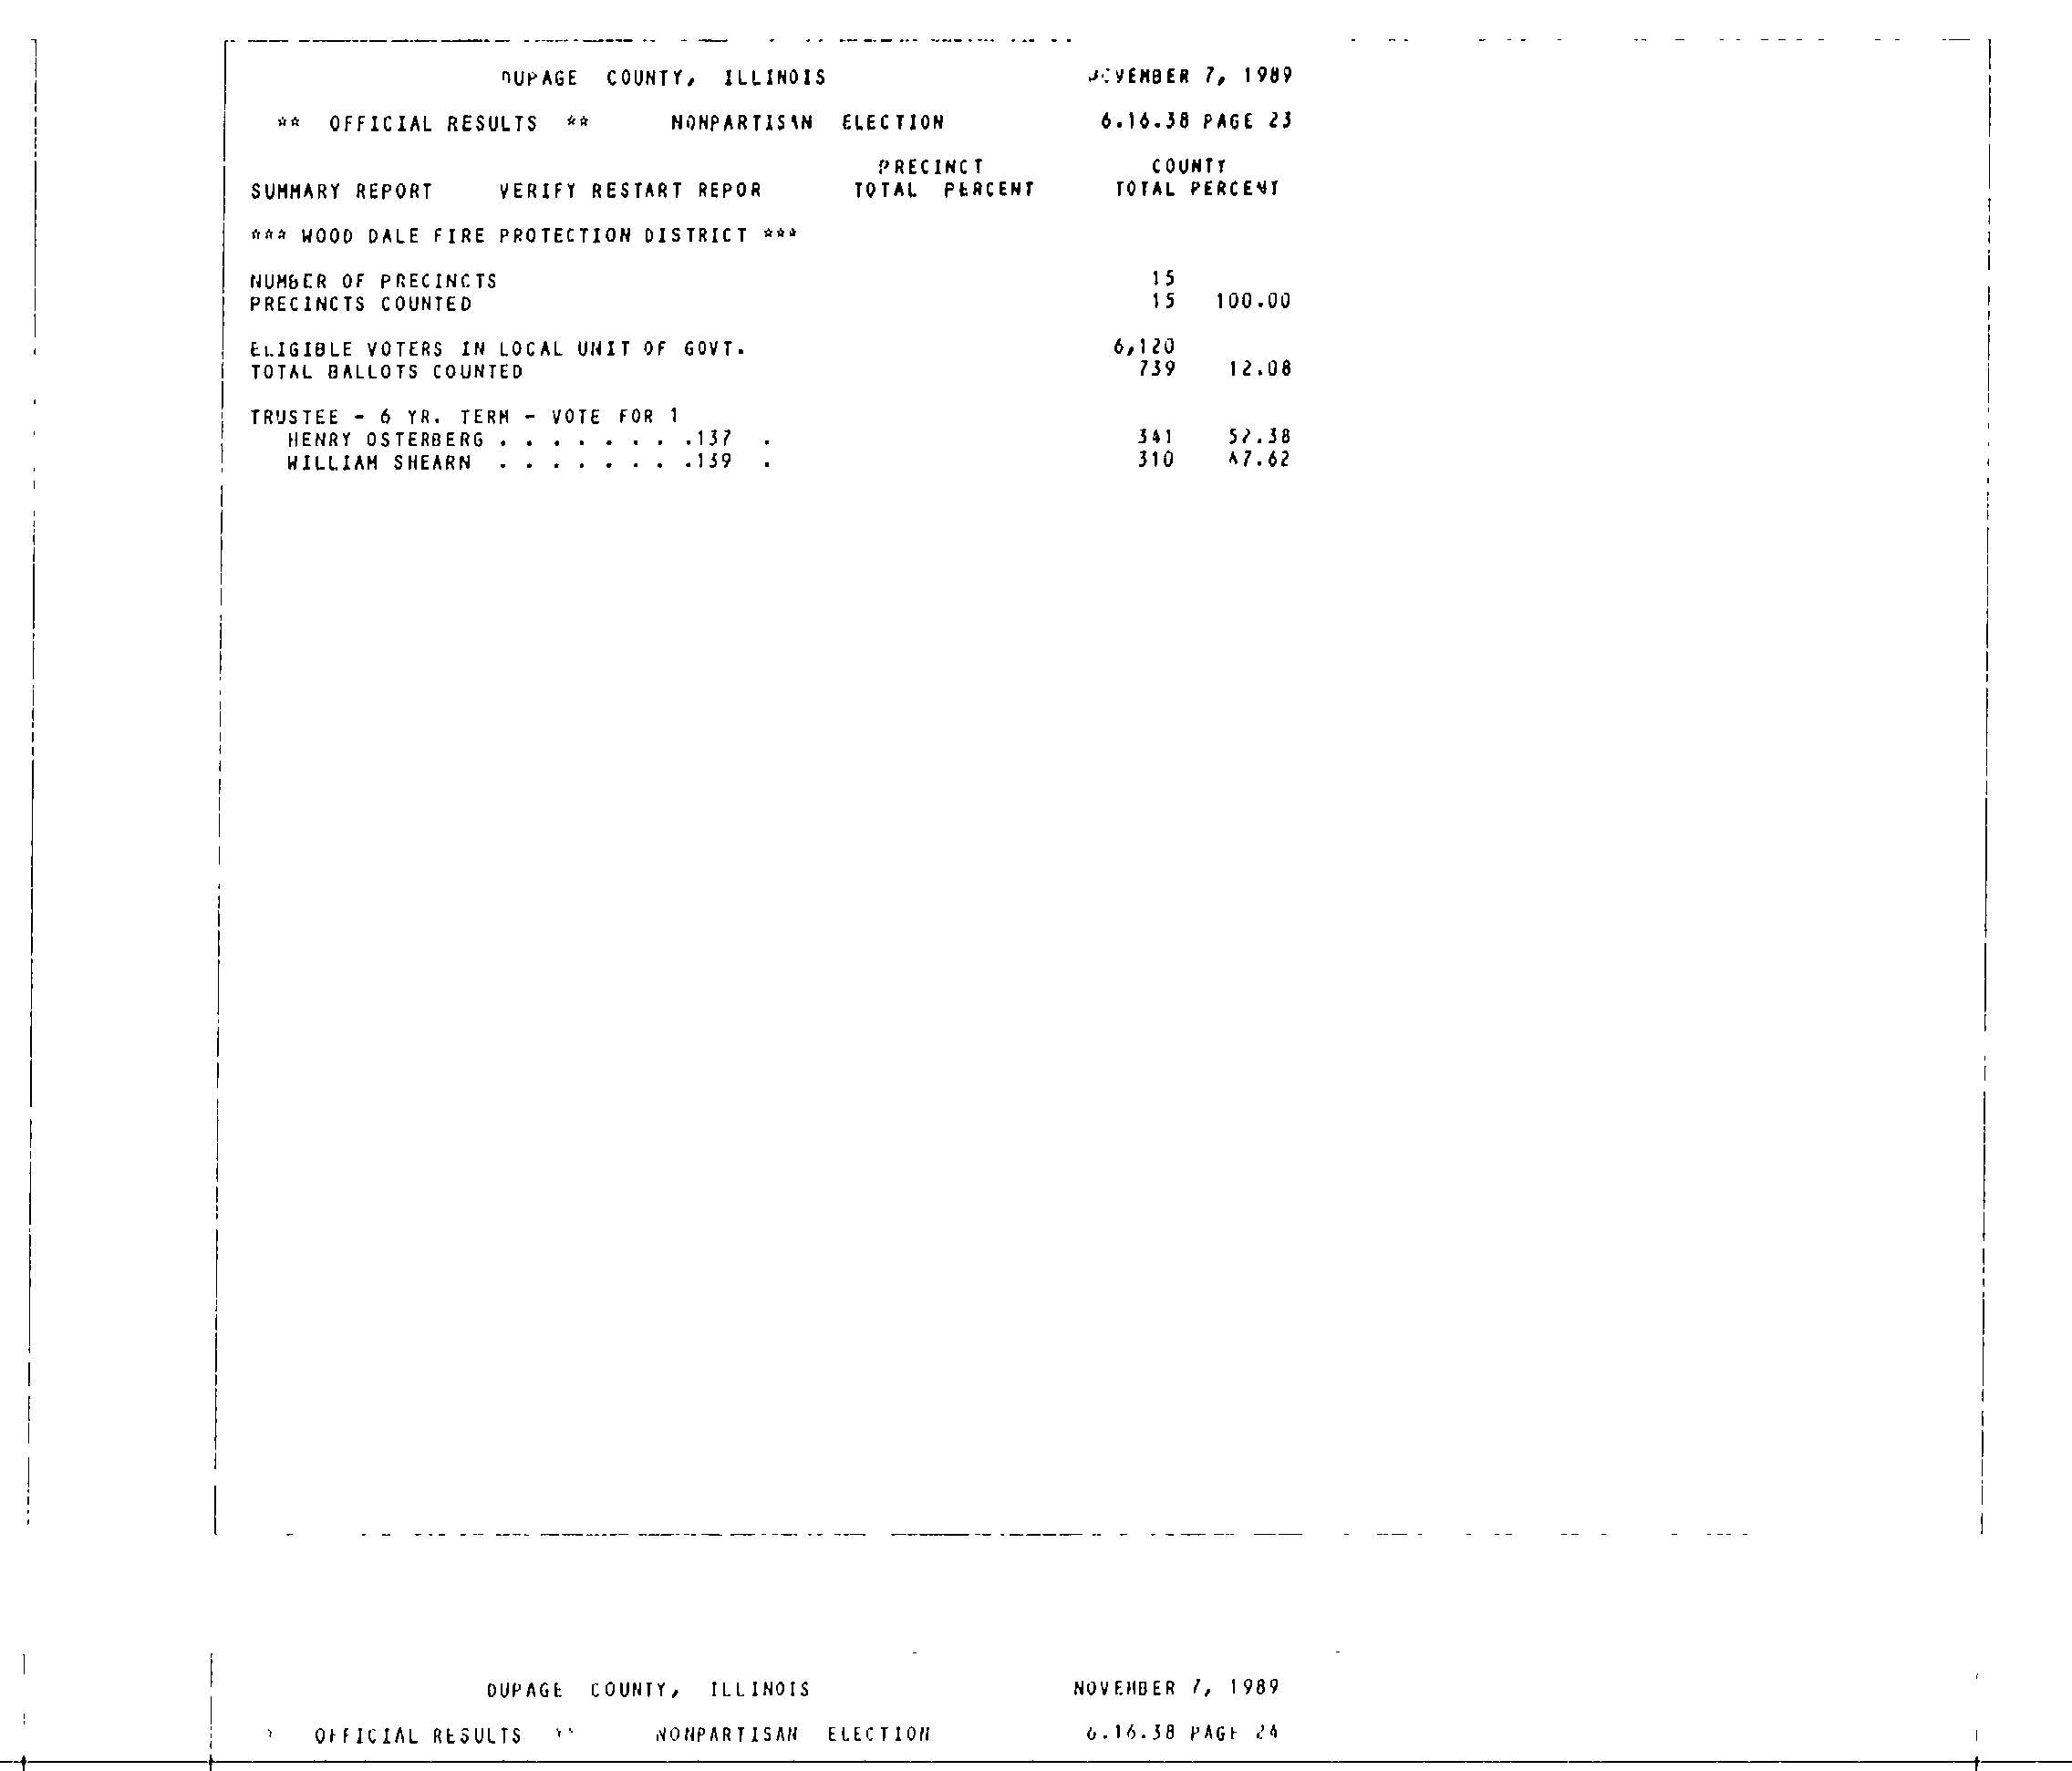 DUPAGE COUNTY, ILLINOIS NOVEMBER 7, 1989
** OFFICIAL RESULTS ** NONPARTISAN ELECTION 6.16.38 PAGE 23
PRECINCT COUNTY
SUMMARY REPORT VERIFY RESTART REPOR TOTAL PERCENT TOTAL PERCENT
*** WOOD DALE FIRE PROTECTION DISTRICT ***
NUMBER OF PRECINCTS 15
PRECINCTS COUNTED 15 100.00
ELIGIBLE VOTERS IN LOCAL UNIT OF GOVT. 6,120
TOTAL BALLOTS COUNTED 739 12.08
TRUSTEE - 6 YR. TERM - VOTE FOR 1
HENRY OSTERBERG . . . . . . . .137 . 341 52.38
WILLIAM SHEARN . . . . . . . .139 . 310 47.62
DUPAGE COUNTY, ILLINOIS NOVEMBER 7, 1989
OFFICIAL RESULTS NONPARTISAN ELECTION 6.16.38 PAGE 24